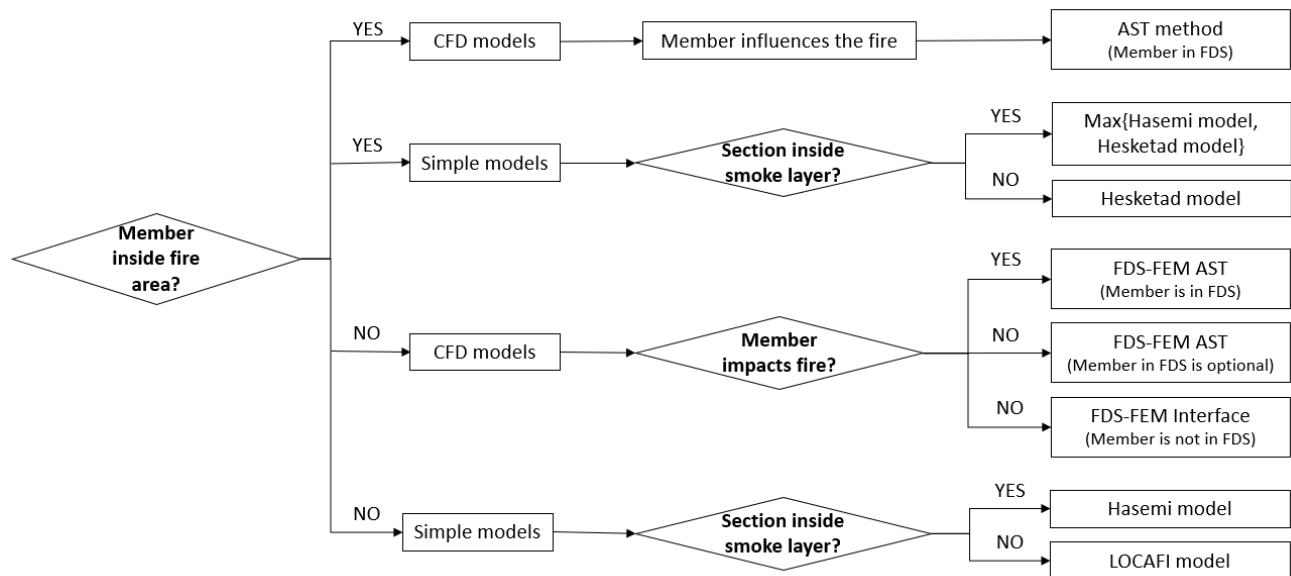 YES
CFD models
Member influences the fire
AST method
(Member in FDS)
YES
Simple models
Section inside
smoke layer?
YES
Max{Hasemi model,
Hesketad model}
NO
Hesketad model
Member
inside fire
area?
NO
CFD models
Member
impacts fire?
YES
FDS-FEM AST
(Member is in FDS)
NO
FDS-FEM AST
(Member in FDS is optional)
NO
FDS-FEM Interface
(Member is not in FDS)
NO
Simple models
Section inside
smoke layer?
YES
Hasemi model
NO
LOCAFI model